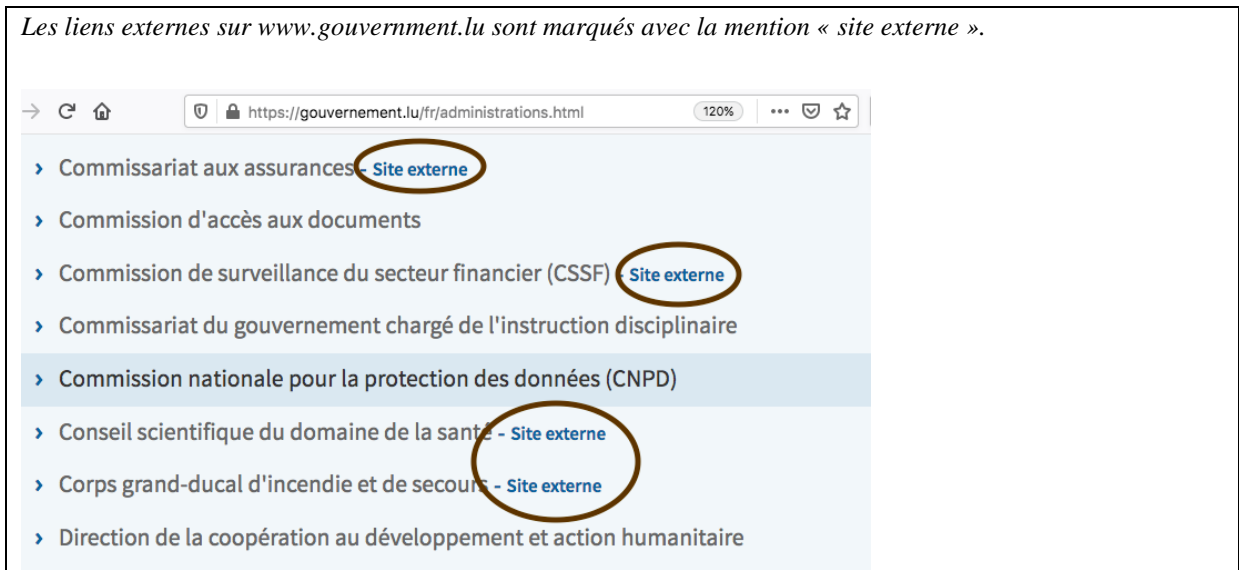 Les liens externes sur www.gouvernment.lu sont marqués avec la mention « site externe ».
https://gouvernement.lu/fr/administrations.html 120%
› Commissariat aux assurances - Site externe
› Commission d'accès aux documents
› Commission de surveillance du secteur financier (CSSF) - Site externe
› Commissariat du gouvernement chargé de l'instruction disciplinaire
› Commission nationale pour la protection des données (CNPD)
› Conseil scientifique du domaine de la santé - Site externe
› Corps grand-ducal d'incendie et de secours - Site externe
› Direction de la coopération au développement et action humanitaire